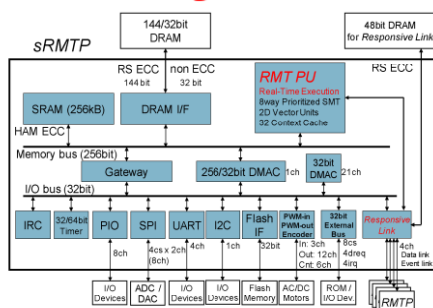 144/32bit
DRAM
48bit DRAM
for Responsive Link
sRMTP
RS ECC
144 bit
non ECC
32 bit
RS ECC
SRAM (256kB)
DRAM I/F
RMT PU
Real-Time Execution
8way Prioritized SMT
2D Vector Units
32 Context Cache
HAM ECC
Memory bus (256bit)
Gateway
256/32bit DMAC
1ch
32bit
DMAC
21ch
I/O bus (32bit)
IRC
32/64bit
Timer
PIO
SPI
UART
I2C
Flash
IF
PWM-in
PWM-out
Encoder
32bit
External
Bus
Responsive
Link
8ch
4cs x 2ch
(8ch)
4ch
1ch
32bit
In: 3ch
Out: 12ch
Cnt: 6ch
8cs
4dreq
4irq
4ch
Data link
Event link
I/O
Devices
ADC /
DAC
I/O
Devices
I/O
Devices
Flash
Memory
AC/DC
Motors
ROM / I/O
Devices
RMTP